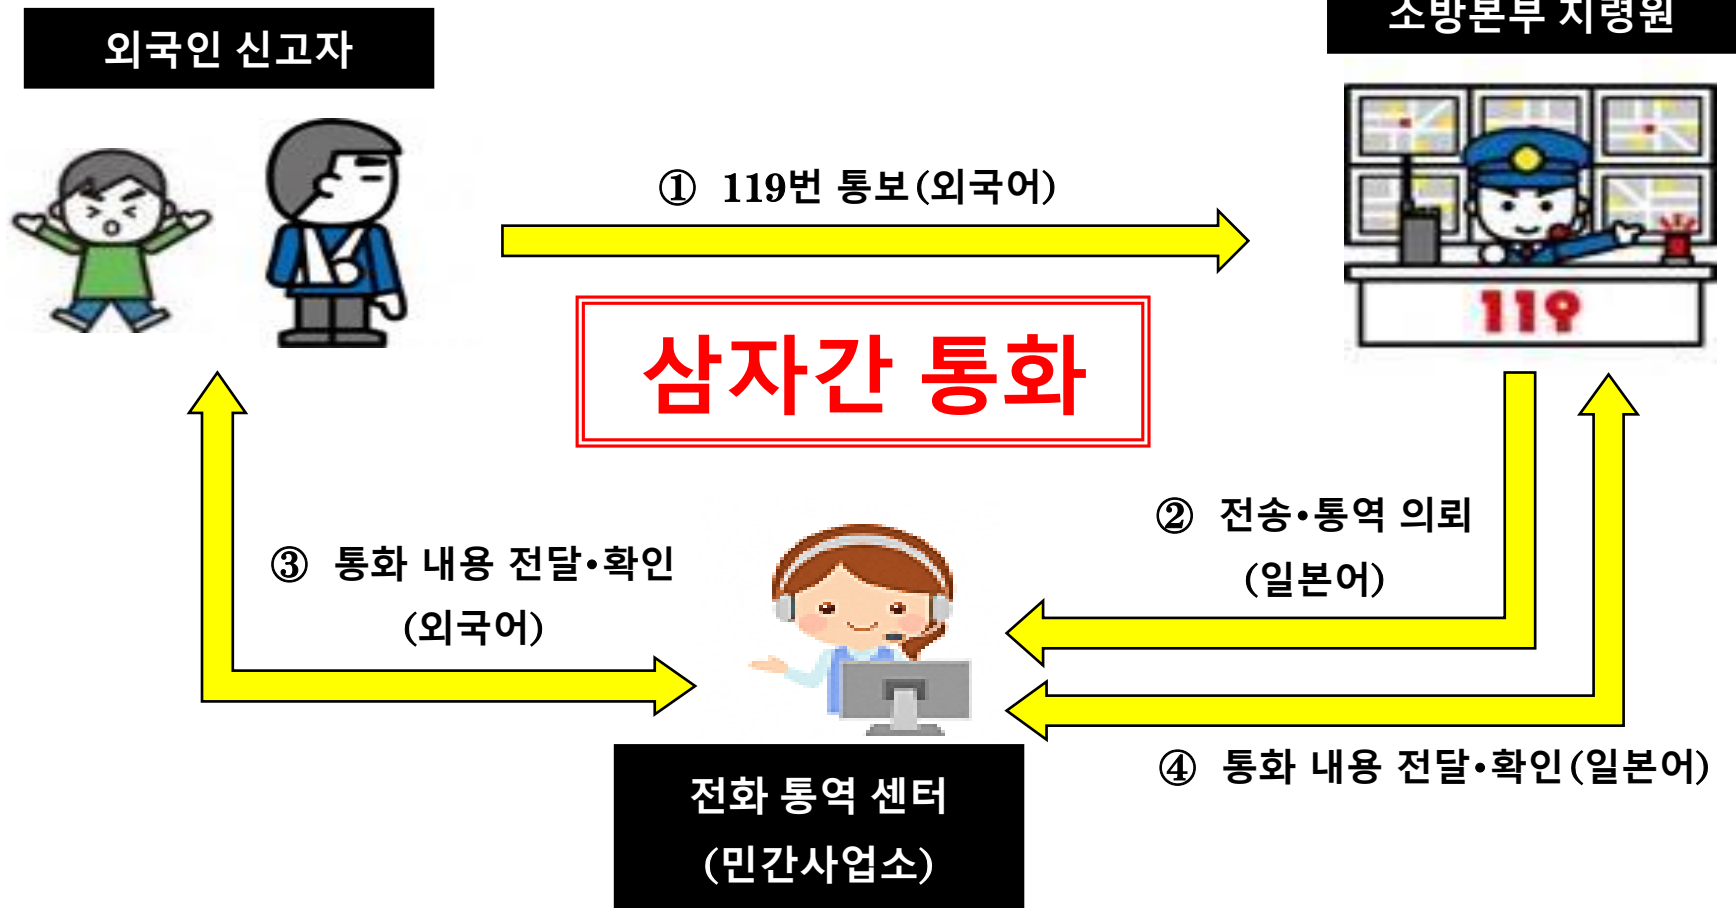 외국인 신고자
소방본부 지령원
① 119번 통보(외국어)
119
삼자간 통화
② 전송•통역 의뢰
(일본어)
③ 통화 내용 전달•확인
(외국어)
④ 통화 내용 전달•확인(일본어)
전화 통역 센터
(민간사업소)